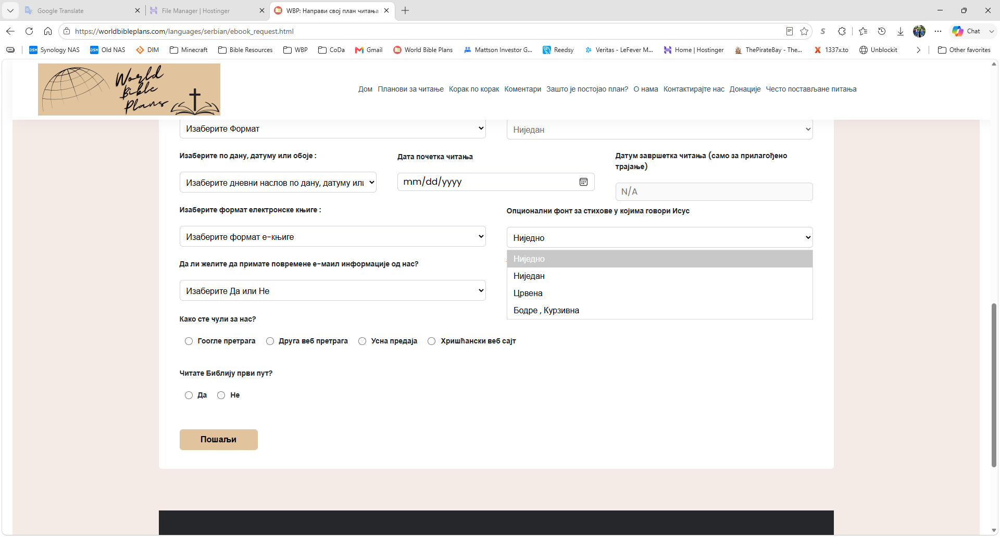 Google Translate
File Manager | Hostinger
WBP: Направи свој план читања
https://worldbibleplans.com/languages/serbian/ebook_request.html
Chat
Synology NAS
Old NAS
DIM
Minecraft
Bible Resources
WBP
CoDa
Gmail
World Bible Plans
Mattson Investor G...
Reedsy
Veritas - LeFever M...
Home | Hostinger
ThePirateBay - The...
1337x.to
Unblockit
Other favorites
World
Bible
Plans
Дом Планови за читање Корак по корак Коментари Зашто је постојао план? О нама Контактирајте нас Донације Често постављане питања
Изаберите Формат
Ниједан
Изаберите по дану, датуму или обоје :
Дата почетка читања
Датум завршетка читања (само за прилагођено
трајање)
Изаберите дневни наслов по дану, датуму или
mm/dd/yyyy
N/A
Изаберите формат електронске књиге :
Опционални фонт за стихове у којима говори Исус
Изаберите формат е-књиге
Ниједно
Ниједно
Ниједан
Црвена
Бодре , Курзивна
Да ли желите да примате повремене е-маил информације од нас?
Изаберите Да или Не
Како сте чули за нас?
Гоогле претрага
Друга веб претрага
Усна предаја
Хришћански веб сајт
Читате Библију први пут?
Да
Не
Пошаљи